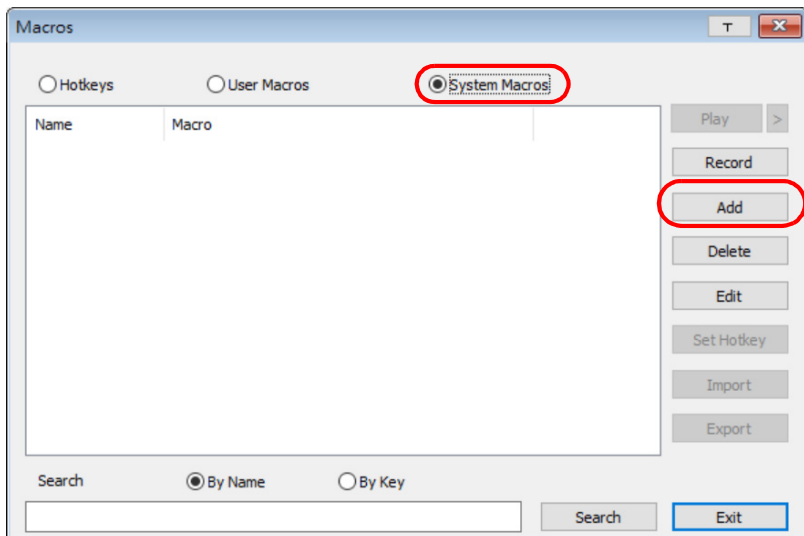 Macros
Hotkeys User Macros System Macros
Name Macro
Play >
Record
Add
Delete
Edit
Set Hotkey
Import
Export
Search By Name By Key
Search Exit